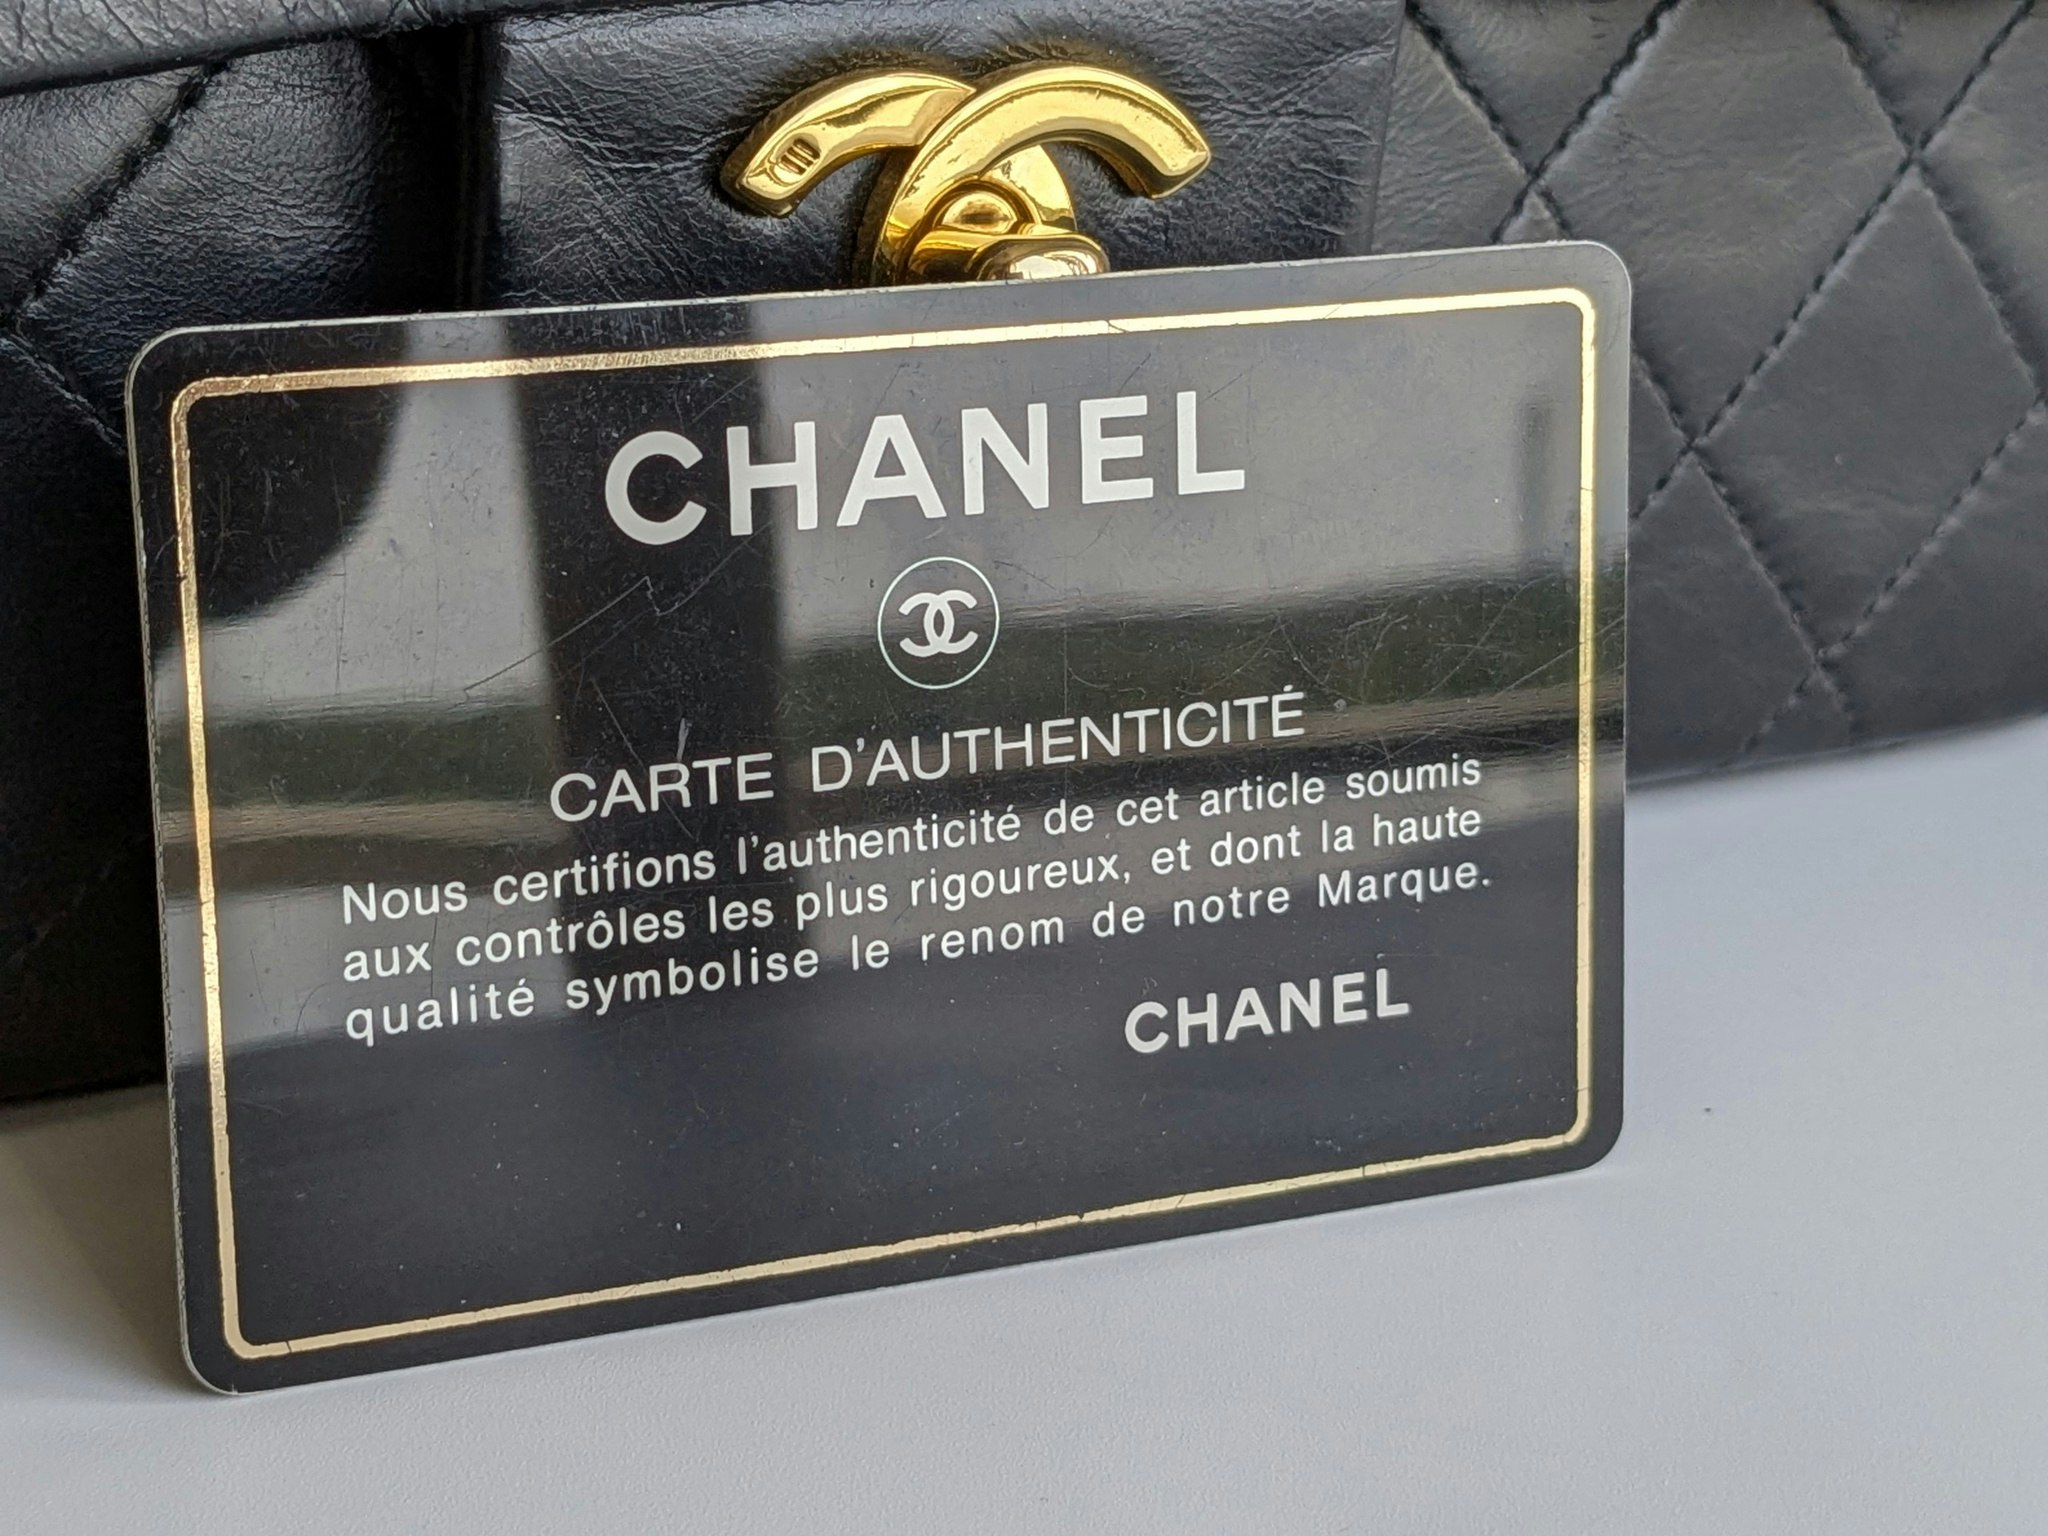 CHANEL
CARTE D'AUTHENTICITÉ
Nous certifions l'authenticité de cet article soumis
aux contrôles les plus rigoureux, et dont la haute
qualité symbolise le renom de notre Marque.
CHANEL